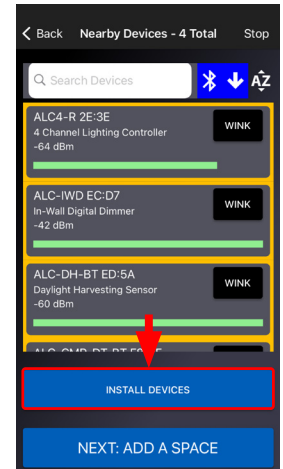 Back Nearby Devices - 4 Total Stop
Search Devices
ALC4-R 2E:3E
4 Channel Lighting Controller
-64 dBm
WINK
ALC-IWD EC:D7
In-Wall Digital Dimmer
-42 dBm
WINK
ALC-DH-BT ED:5A
Daylight Harvesting Sensor
-60 dBm
WINK
INSTALL DEVICES
NEXT: ADD A SPACE